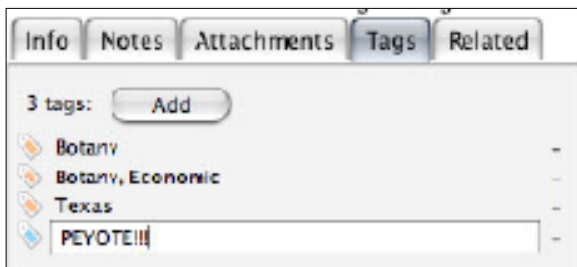 Info Notes Attachments Tags Related
3 tags: Add
Botany
Botany, Economic
Texas
PEYOTE!!!